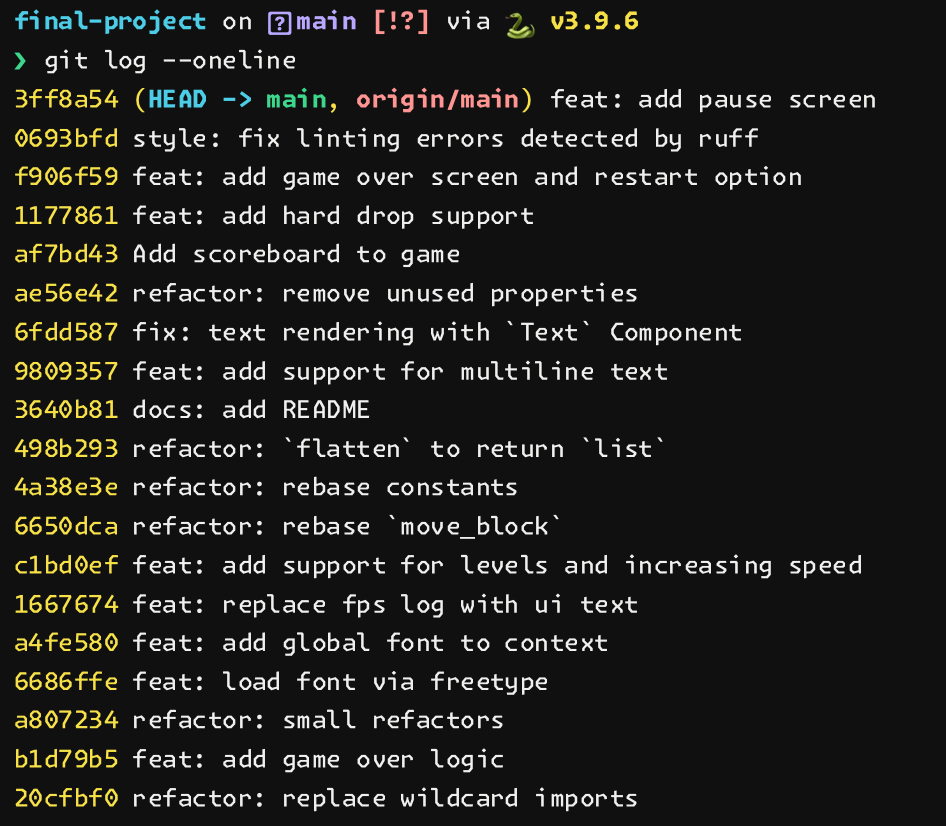 final-project on main [!?] via 🐍 v3.9.6
❯ git log --oneline
3ff8a54 (HEAD -> main, origin/main) feat: add pause screen
0693bfd style: fix linting errors detected by ruff
f906f59 feat: add game over screen and restart option
1177861 feat: add hard drop support
af7bd43 Add scoreboard to game
ae56e42 refactor: remove unused properties
6fdd587 fix: text rendering with `Text` Component
9809357 feat: add support for multiline text
3640b81 docs: add README
498b293 refactor: `flatten` to return `list`
4a38e3e refactor: rebase constants
6650dca refactor: rebase `move_block`
c1bd0ef feat: add support for levels and increasing speed
1667674 feat: replace fps log with ui text
a4fe580 feat: add global font to context
6686ffe feat: load font via freetype
a807234 refactor: small refactors
b1d79b5 feat: add game over logic
20cfbf0 refactor: replace wildcard imports